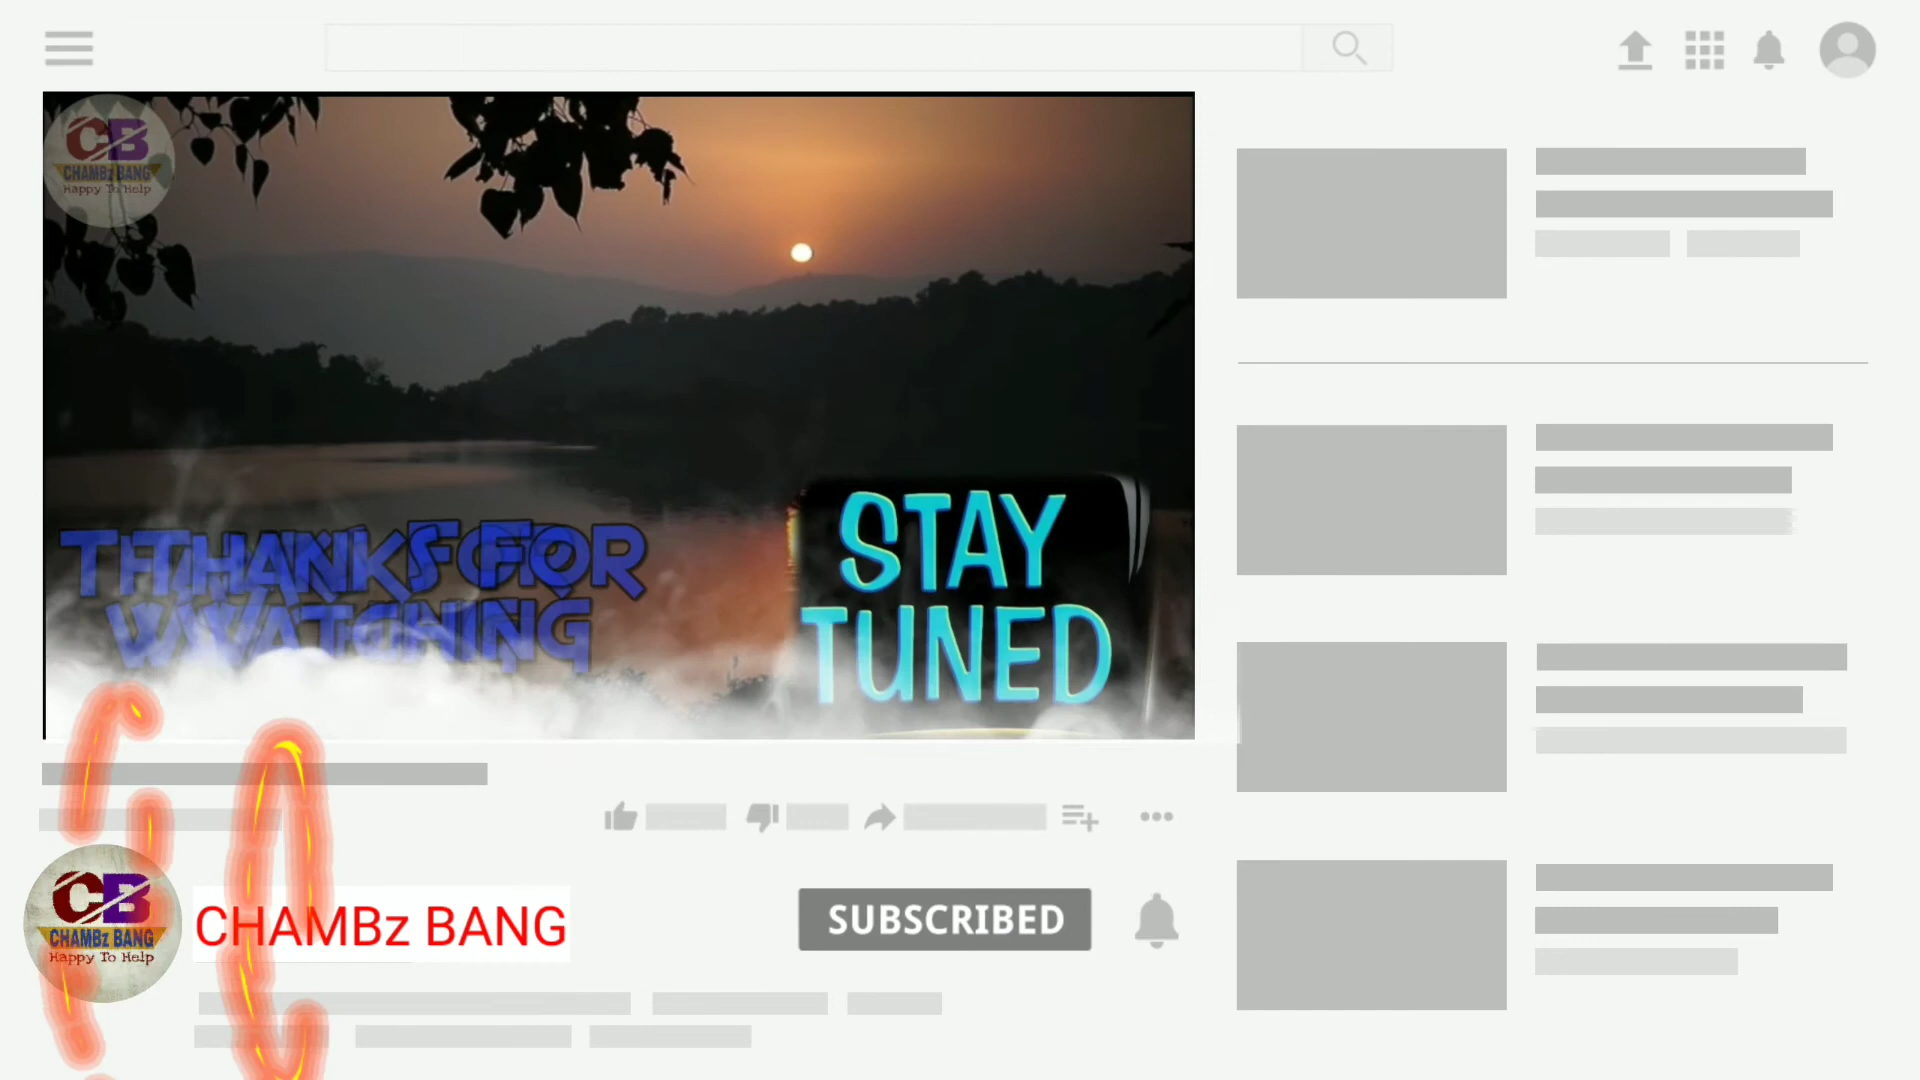 CB
CHAMBz BANG
Happy To Help
THANKS FOR
WATCHING
STAY
TUNED
CB
CHAMBz BANG
Happy To Help
CHAMBz BANG
SUBSCRIBED